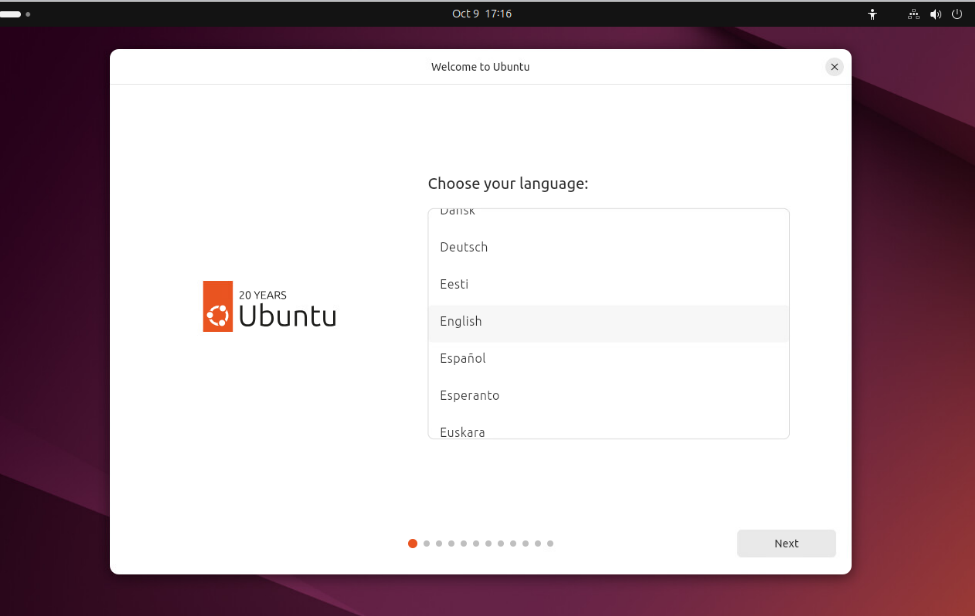 Oct 9 17:16
Welcome to Ubuntu
Choose your language:
Dansk
Deutsch
Eesti
English
Español
Esperanto
Euskara
20 YEARS
Ubuntu
Next